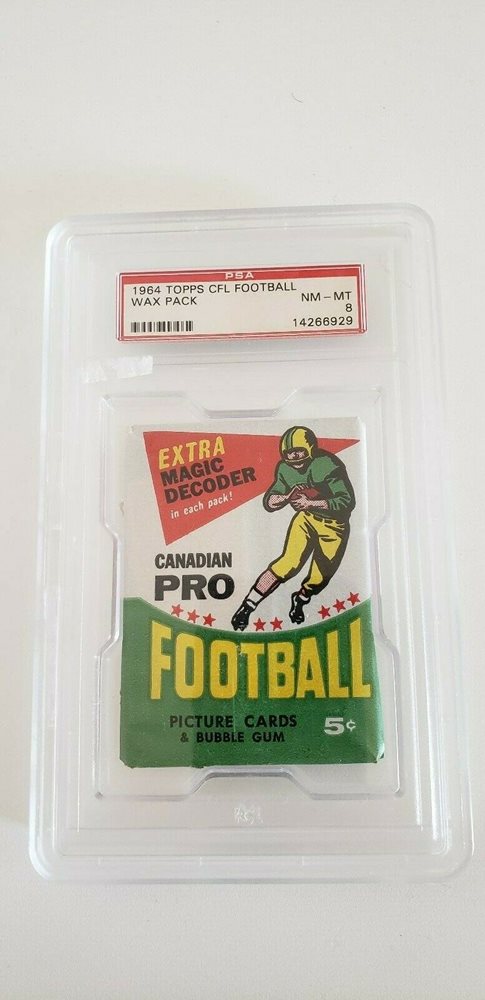 PSA
1964 TOPPS CFL FOOTBALL
WAX PACK
NM-MT
8
14266929
EXTRA
MAGIC
DECODER
in each pack!
CANADIAN
PRO
FOOTBALL
PICTURE CARDS
& BUBBLE GUM
5¢